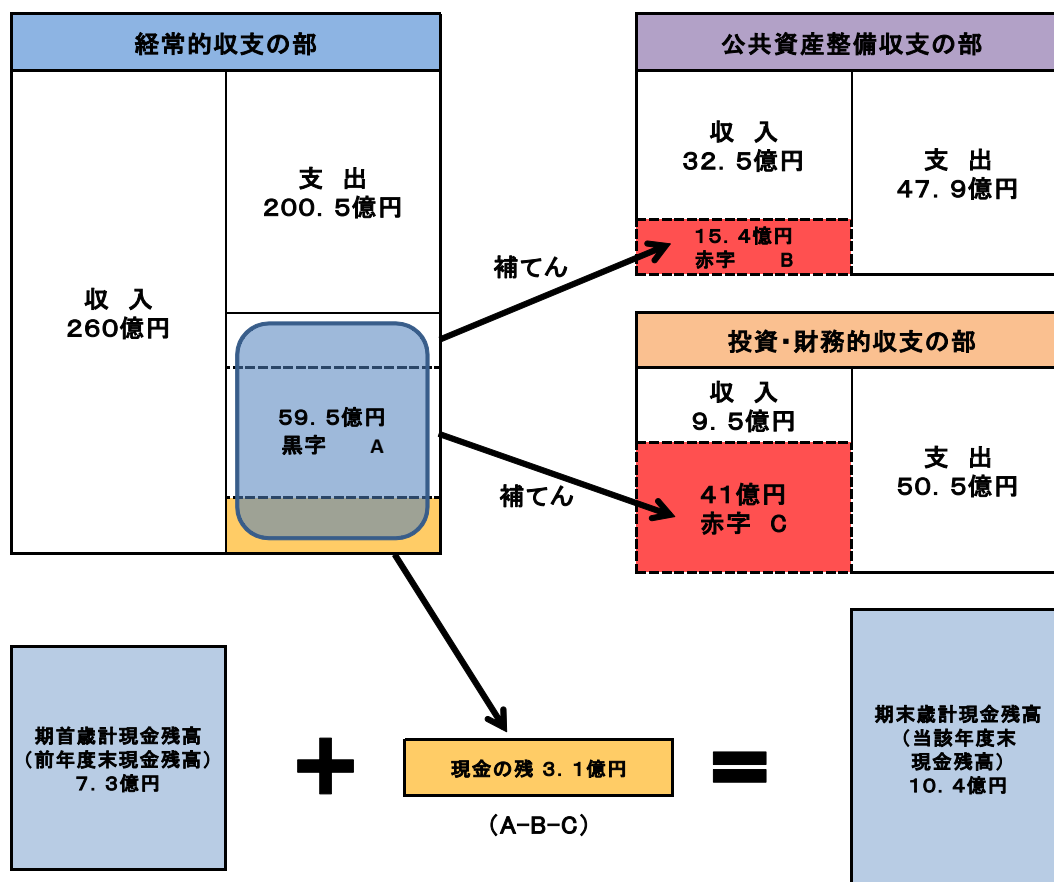 経常的収支の部
収　入
260億円
支　出
200．5億円
59．5億円
黒字　　A
補てん
補てん
公共資産整備収支の部
収　入
32．5億円
15．4億円
赤字　　B
支　出
47．9億円
投資・財務的収支の部
収　入
9．5億円
41億円
赤字　C
支　出
50．5億円
期首歳計現金残高
（前年度末現金残高）
7．3億円
＋
現金の残 3．1億円
（A−B−C）
＝
期末歳計現金残高
（当該年度末
現金残高）
10．4億円